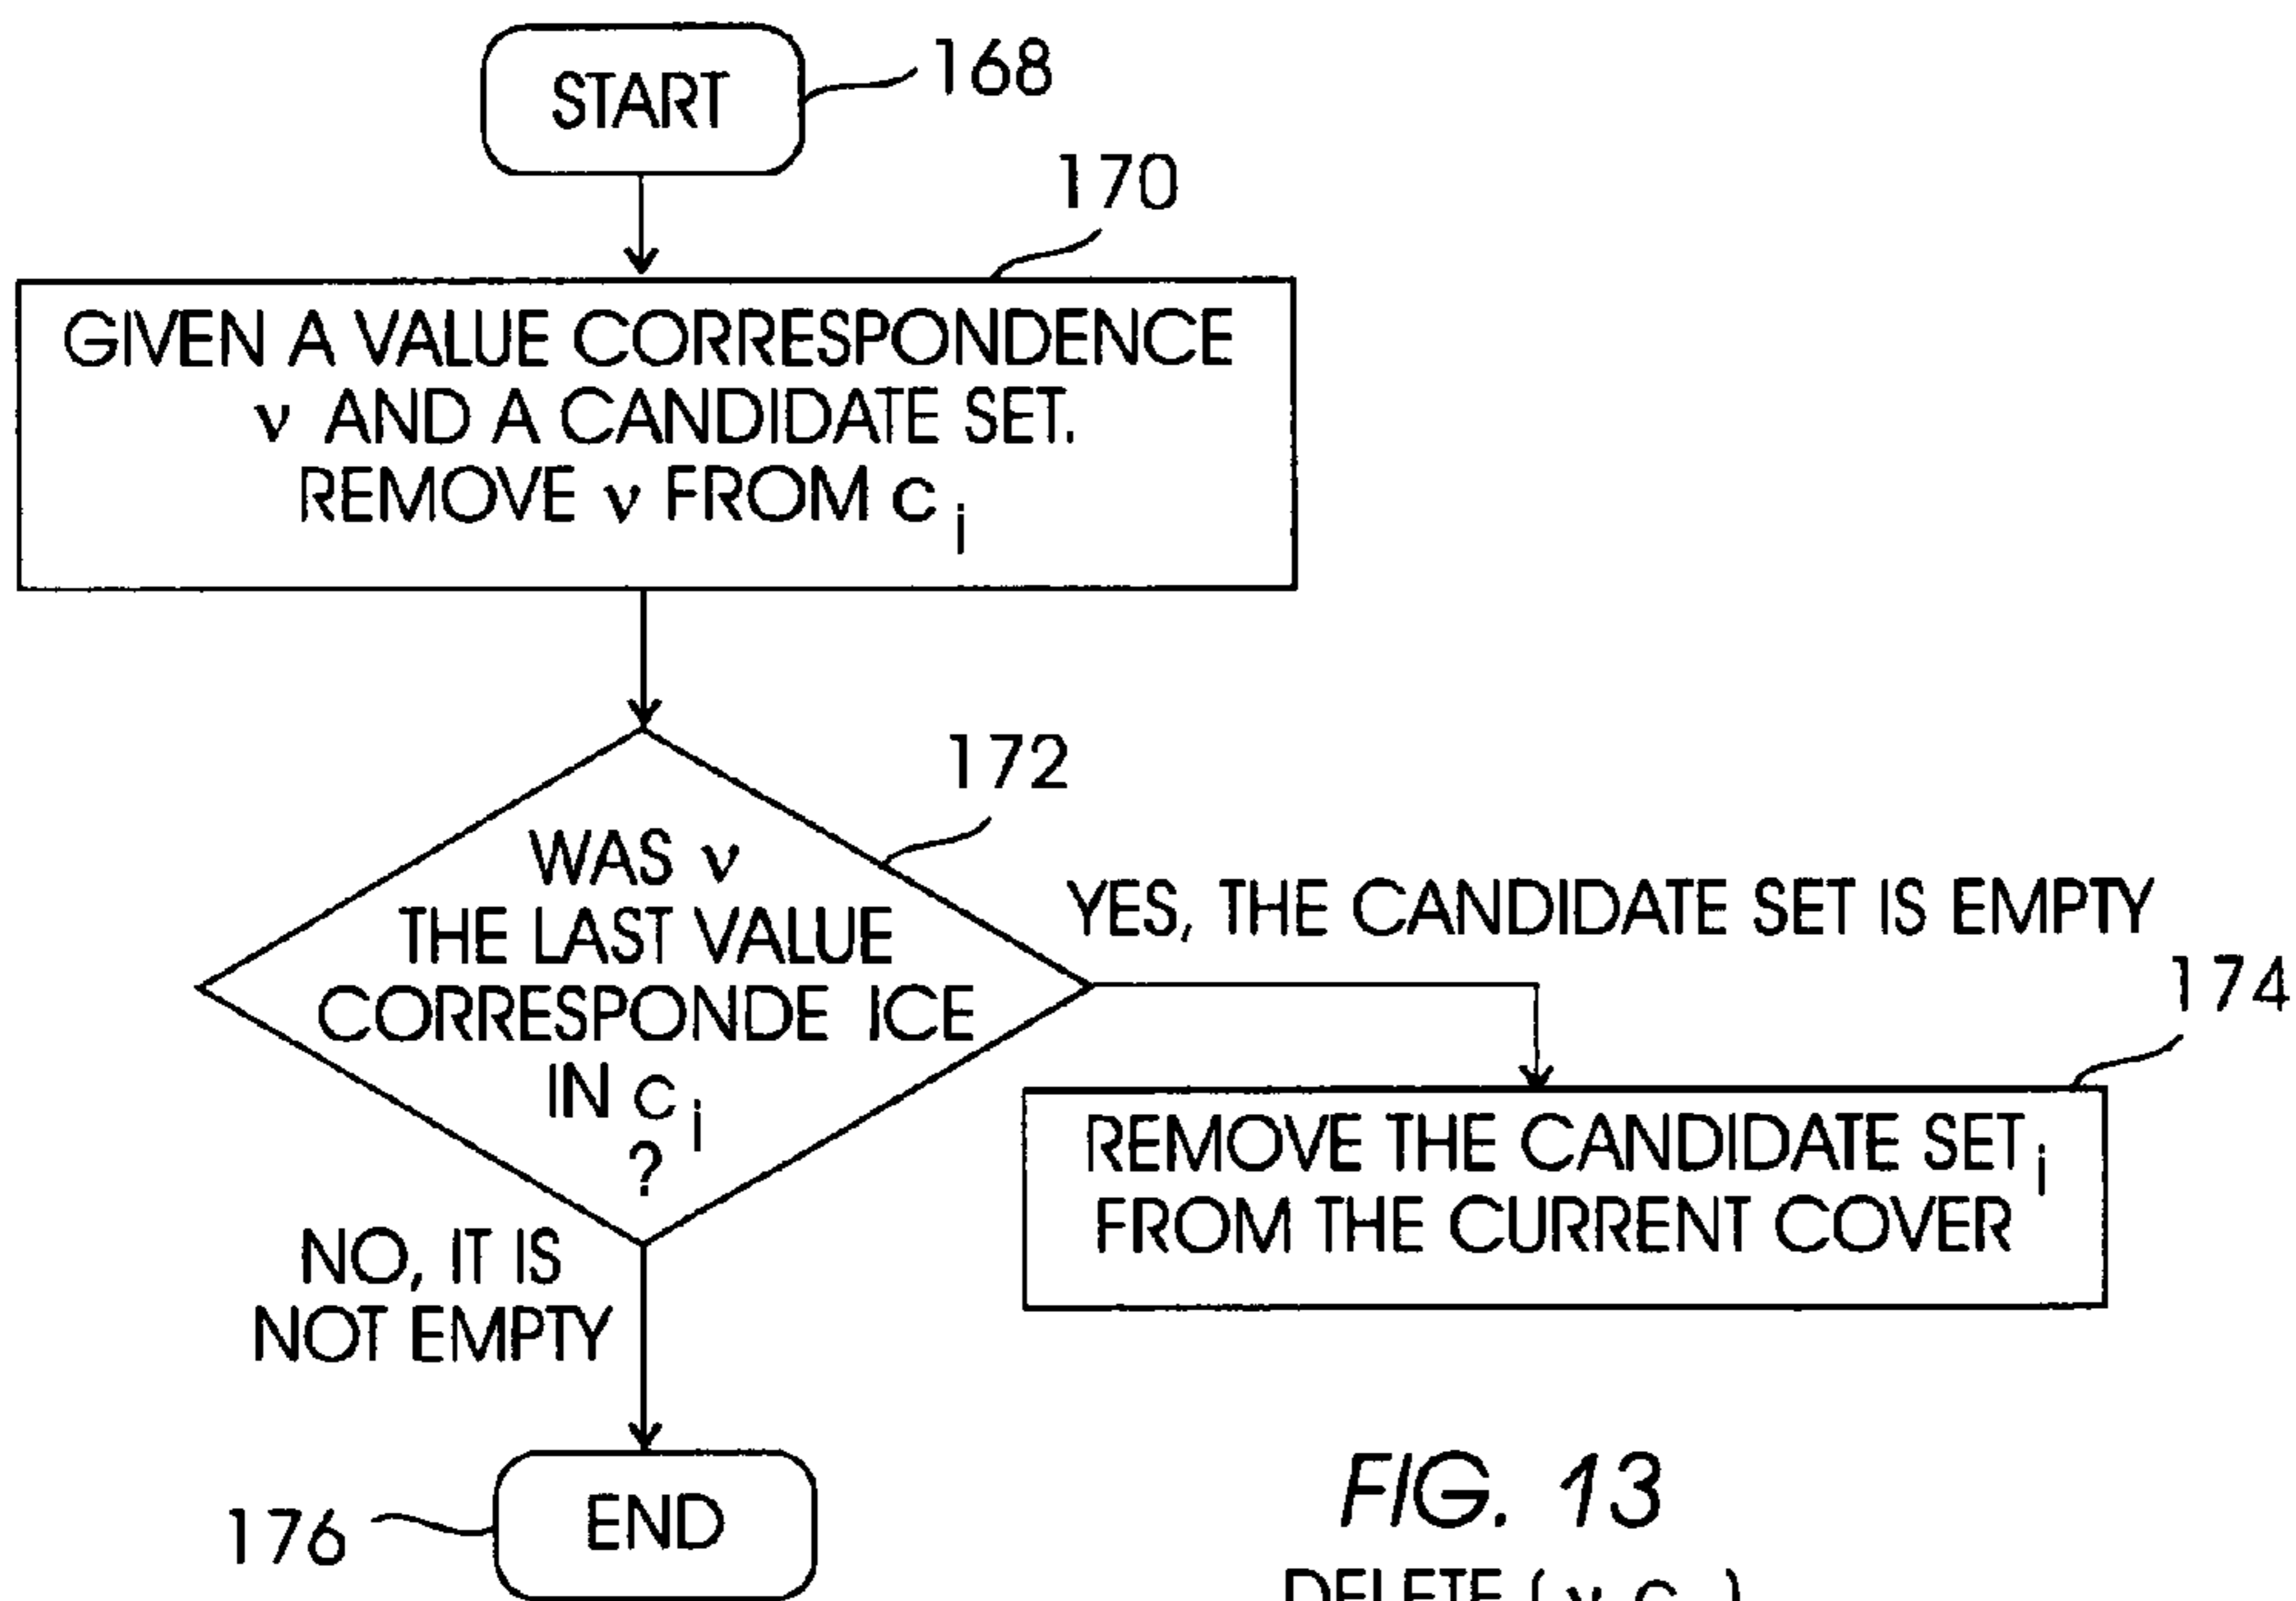 START
168
170
GIVEN A VALUE CORRESPONDENCE
v AND A CANDIDATE SET.
REMOVE v FROM c i
172
WAS v
THE LAST VALUE
CORRESPONDE ICE
IN c i
?
YES, THE CANDIDATE SET IS EMPTY
174
REMOVE THE CANDIDATE SET i
FROM THE CURRENT COVER
NO, IT IS
NOT EMPTY
176
END
FIG. 13
DELETE ( v, c )